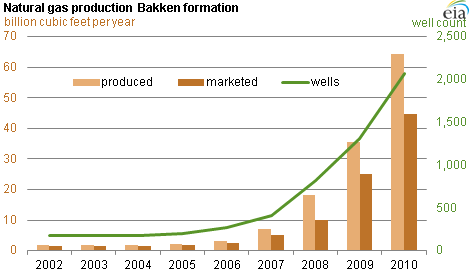 Natural gas production Bakken formation
eia
billion cubic feet per year
well count
70
2,500
60
2,000
produced
marketed
wells
50
1,500
40
30
1,000
20
500
10
0
0
2002 2003 2004 2005 2006 2007 2008 2009 2010